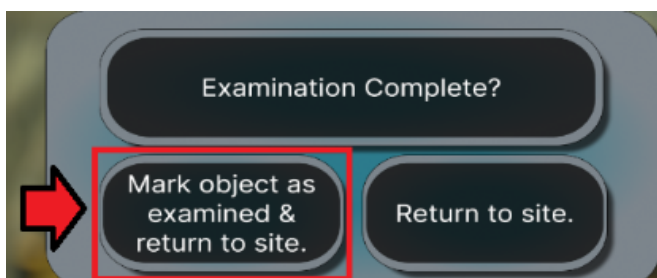 Examination Complete?
Mark object as
examined &
return to site.
Return to site.